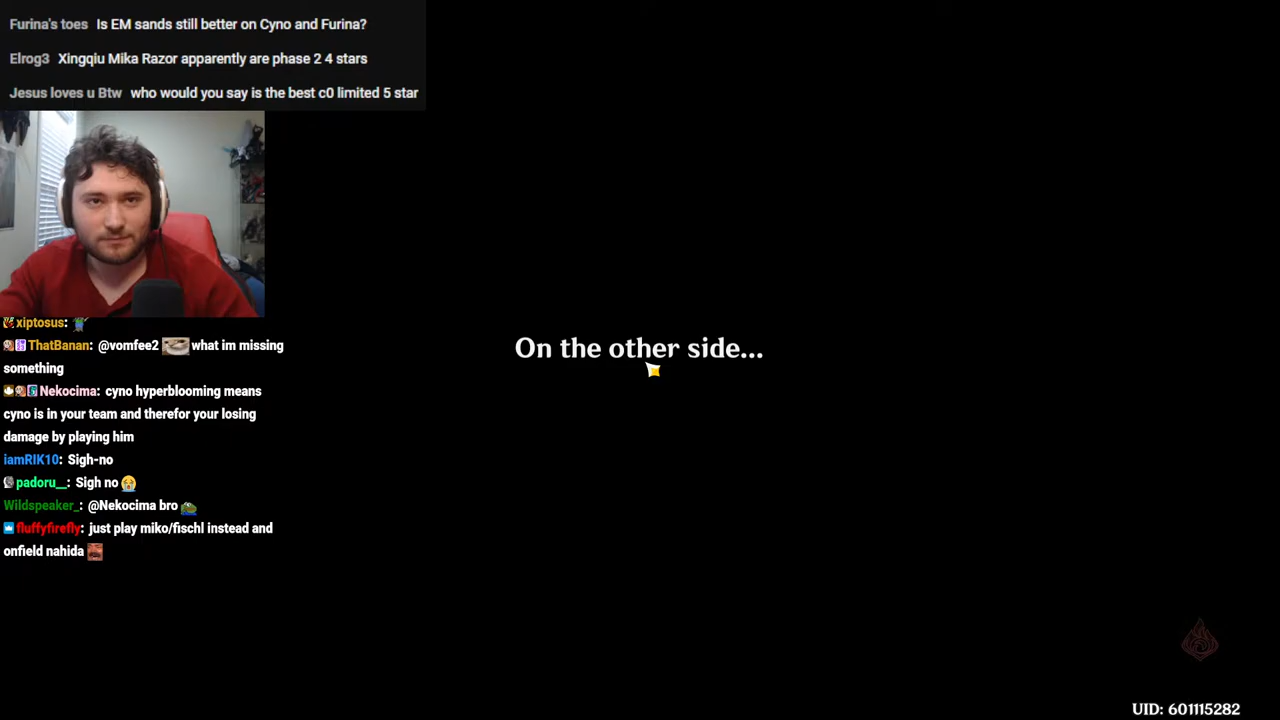 Furina's toes Is EM sands still better on Cyno and Furina?
Elrog3 Xingqiu Mika Razor apparently are phase 2 4 stars
Jesus loves u Btw who would you say is the best c0 limited 5 star
xiptosus:
ThatBanan: @vomfee2 what im missing
something
Nekocima: cyno hyperblooming means
cyno is in your team and therefor your losing
damage by playing him
iamRIK10: Sigh-no
padoru__: Sigh no
Wildspeaker_: @Nekocima bro
fluffyfirefly: just play miko/fischl instead and
onfield nahida
On the other side...
UID: 601115282